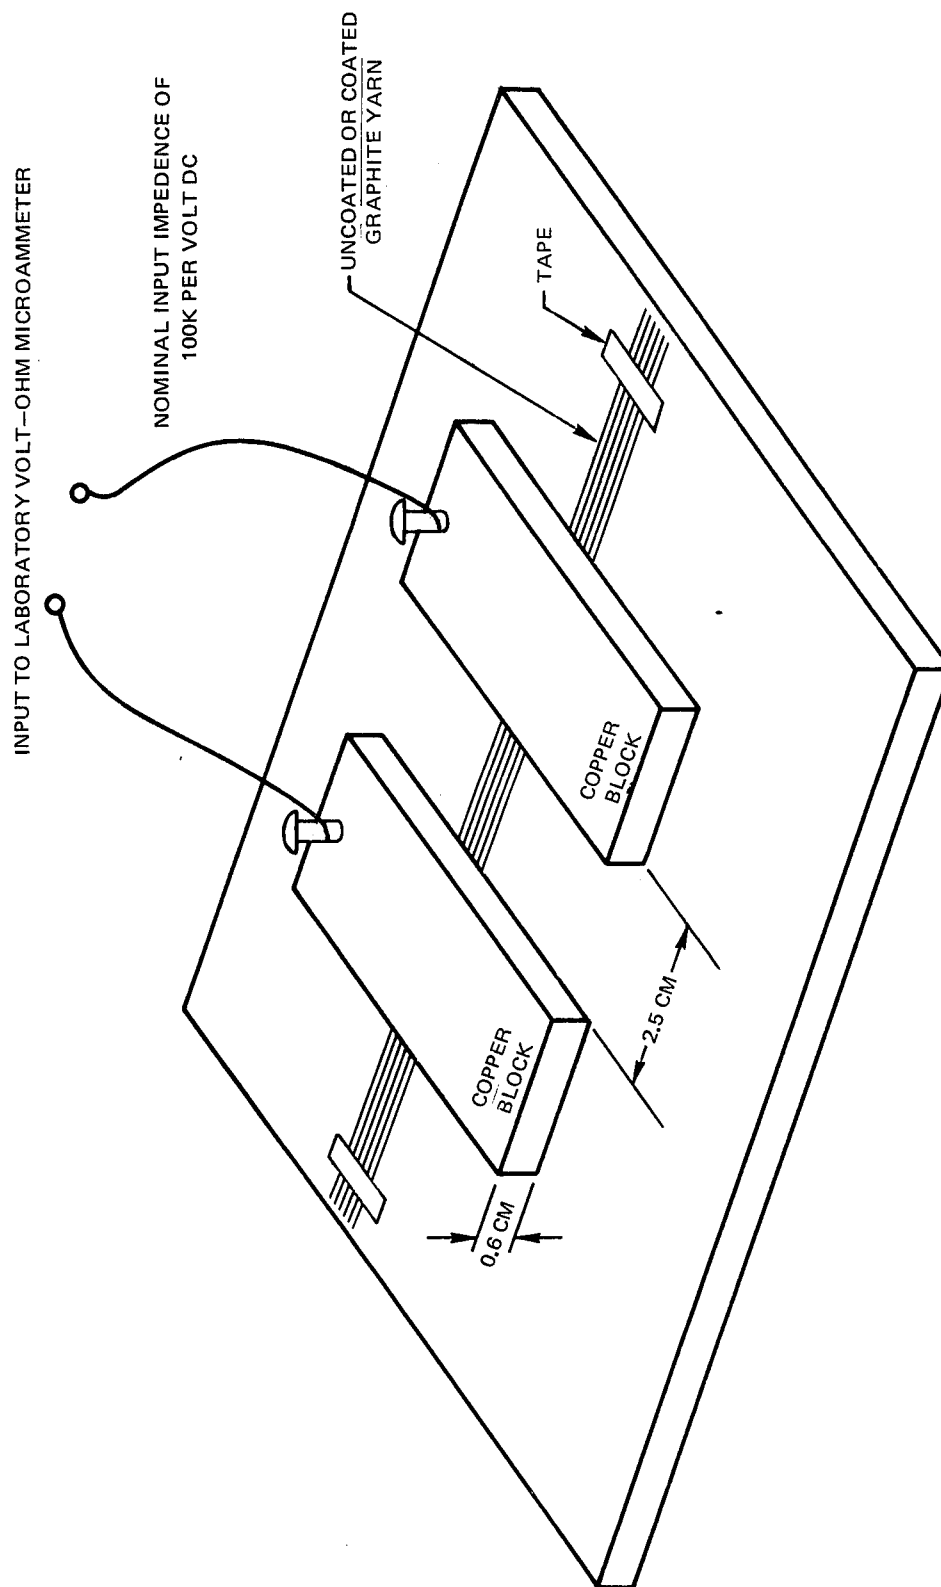 INPUT TO LABORATORY VOLT–OHM MICROAMMETER
NOMINAL INPUT IMPEDENCE OF
100K PER VOLT DC
UNCOATED OR COATED
GRAPHITE YARN
TAPE
COPPER
BLOCK
COPPER
BLOCK
2.5 CM
0.6 CM